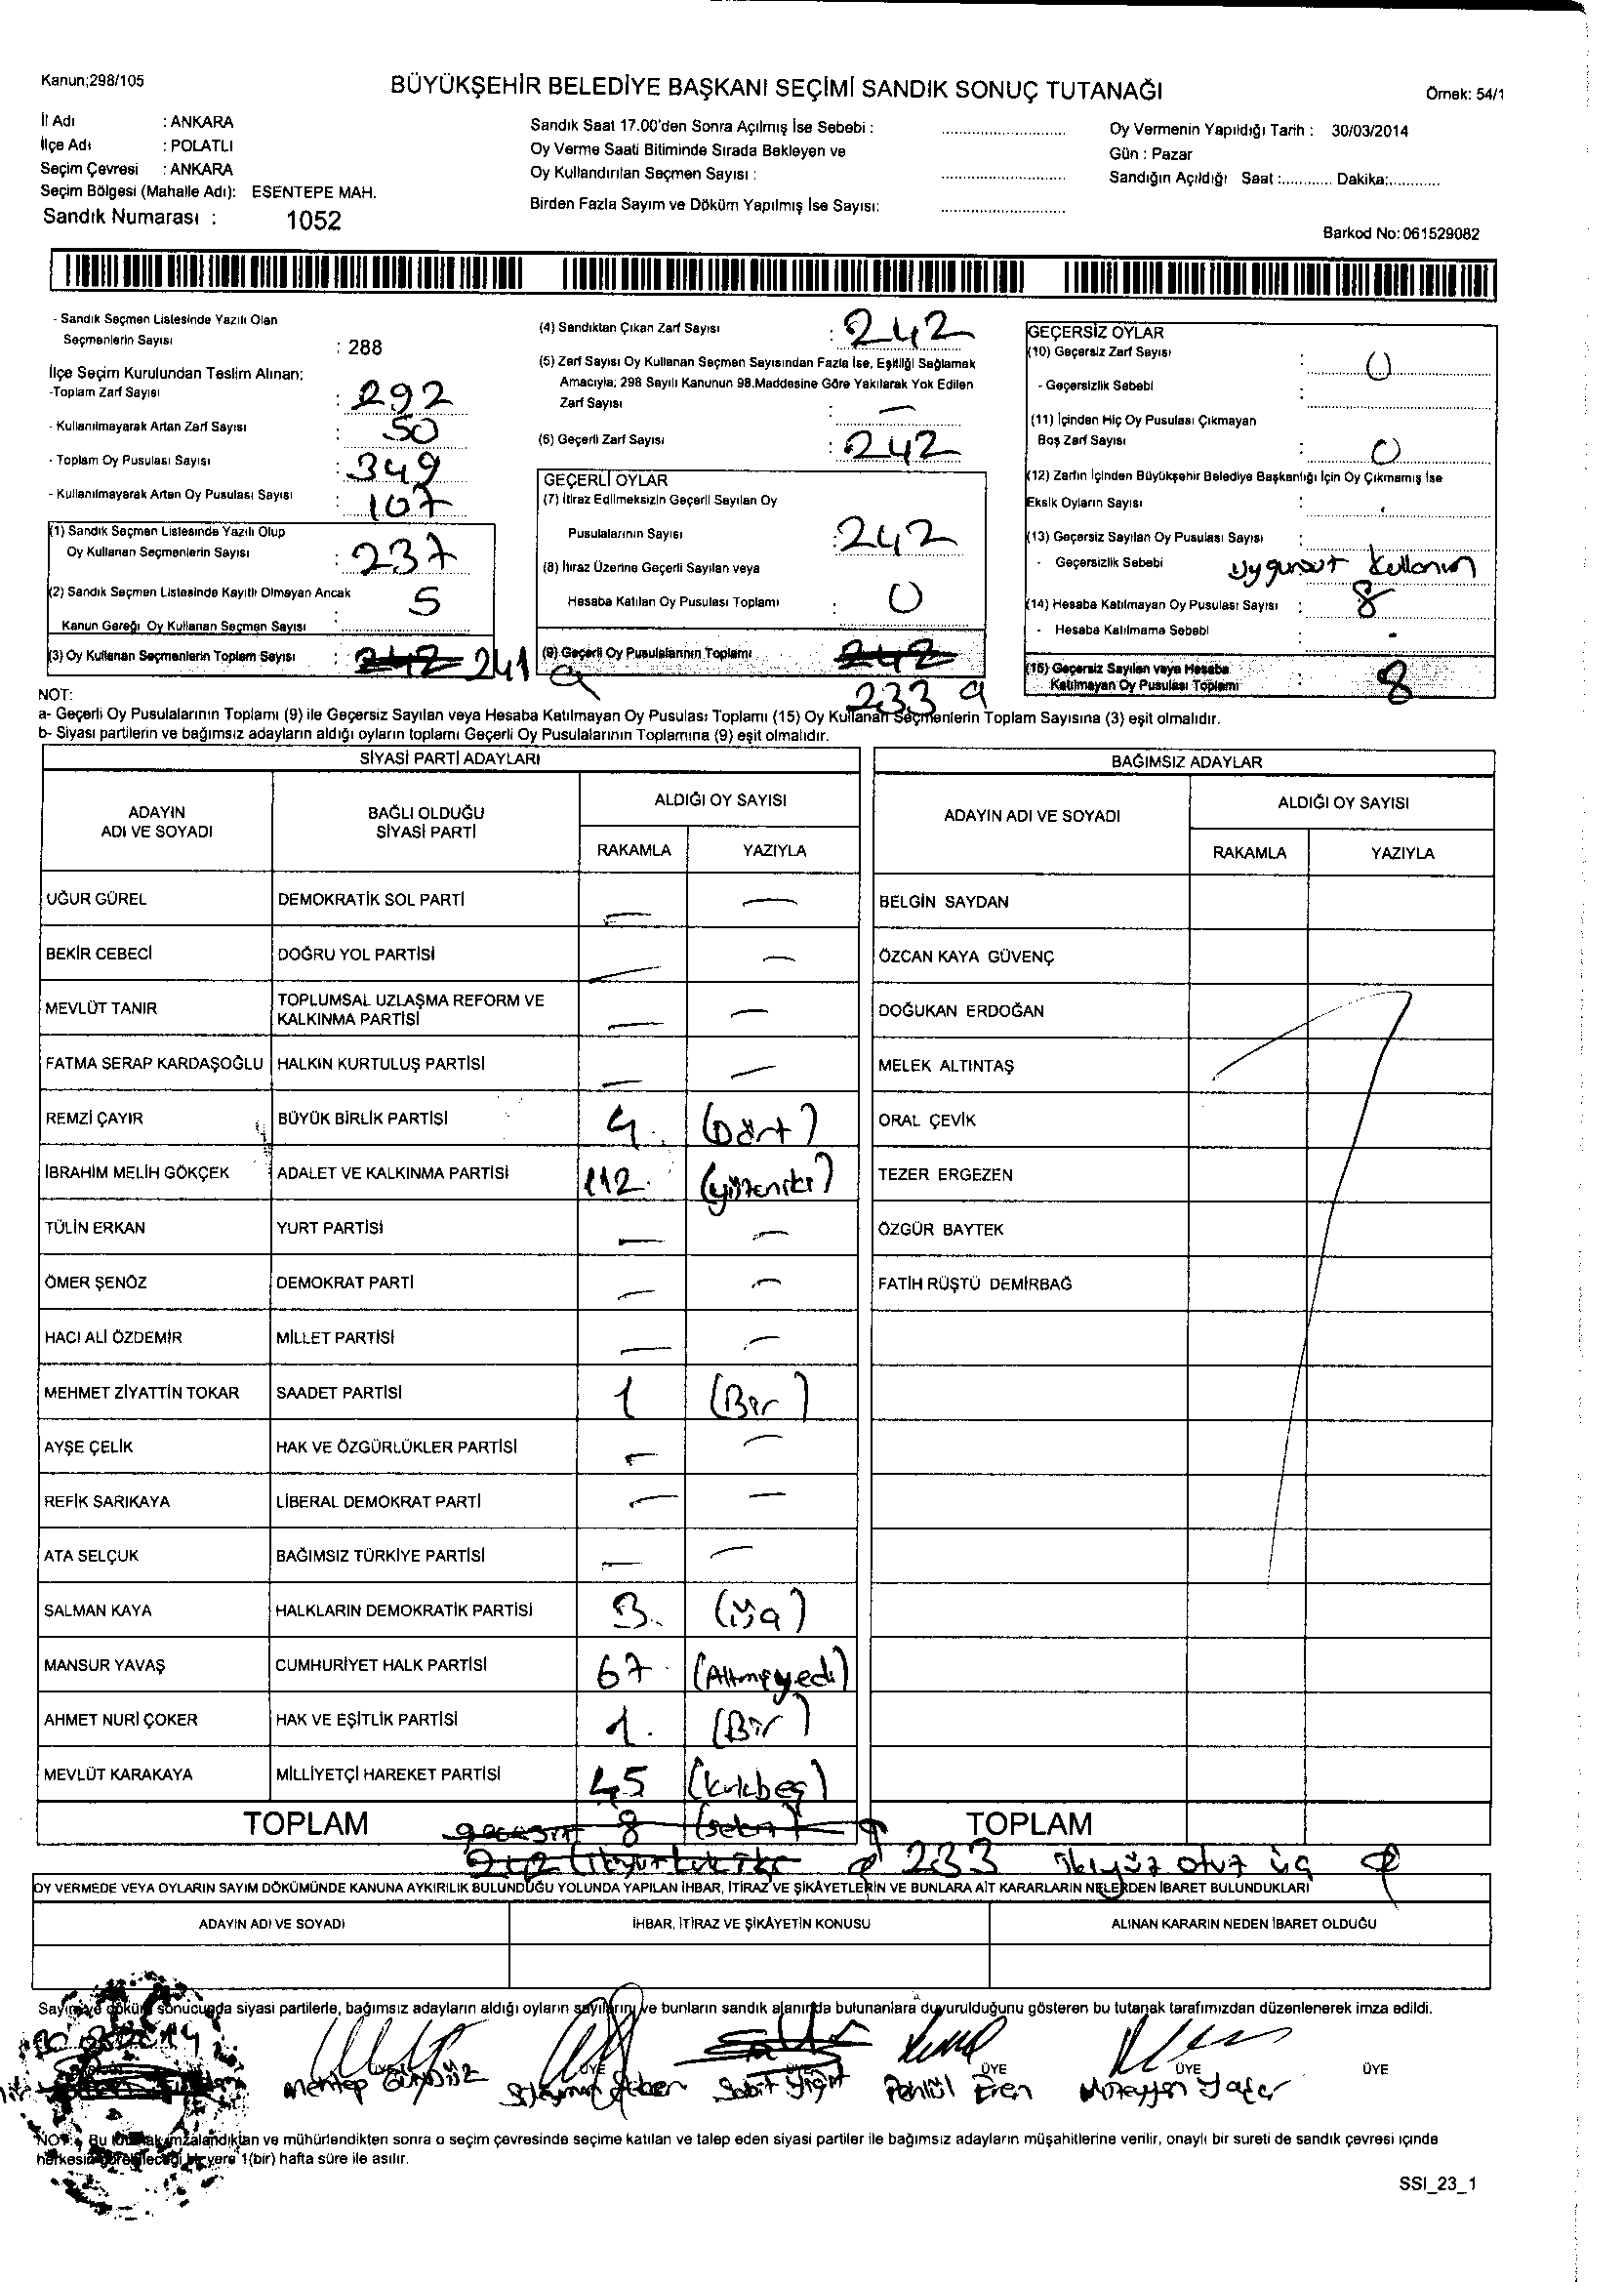 Kanun;298/105
BÜYÜKŞEHİR BELEDİYE BAŞKANI SEÇİMİ SANDIK SONUÇ TUTANAĞI
Örnek: 54/1
İl Adı : ANKARA
İlçe Adı : POLATLI
Seçim Çevresi : ANKARA
Seçim Bölgesi (Mahalle Adı): ESENTEPE MAH.
Sandık Numarası : 1052
Sandık Saat 17.00'den Sonra Açılmış İse Sebebi :
Oy Verme Saati Bitiminde Sırada Bekleyen ve
Oy Kullandırılan Seçmen Sayısı :
Birden Fazla Sayım ve Döküm Yapılmış İse Sayısı:
Oy Vermenin Yapıldığı Tarih : 30/03/2014
Gün : Pazar
Sandığın Açıldığı Saat :............ Dakika:............
Barkod No: 061529082
- Sandık Seçmen Listesinde Yazılı Olan
Seçmenlerin Sayısı : 288
İlçe Seçim Kurulundan Teslim Alınan;
-Toplam Zarf Sayısı : 292
- Kullanılmayarak Artan Zarf Sayısı : 50
- Toplam Oy Pusulası Sayısı : 349
- Kullanılmayarak Artan Oy Pusulası Sayısı : 107
(1) Sandık Seçmen Listesinde Yazılı Olup
Oy Kullanan Seçmenlerin Sayısı : 237
(2) Sandık Seçmen Listesinde Kayıtlı Olmayan Ancak
Kanun Gereği Oy Kullanan Seçmen Sayısı : 5
(3) Oy Kullanan Seçmenlerin Toplam Sayısı : 242 241
(4) Sandıktan Çıkan Zarf Sayısı : 242
(5) Zarf Sayısı Oy Kullanan Seçmen Sayısından Fazla İse, Eşitliği Sağlamak
Amacıyla; 298 Sayılı Kanunun 98.Maddesine Göre Yakılarak Yok Edilen
Zarf Sayısı : —
(6) Geçerli Zarf Sayısı : 242
GEÇERLİ OYLAR
(7) İtiraz Edilmeksizin Geçerli Sayılan Oy
Pusulalarının Sayısı : 242
(8) İtiraz Üzerine Geçerli Sayılan veya
Hesaba Katılan Oy Pusulası Toplamı : 0
(9) Geçerli Oy Pusulalarının Toplamı : 242
233
GEÇERSİZ OYLAR
(10) Geçersiz Zarf Sayısı : 0
- Geçersizlik Sebebi :
(11) İçinden Hiç Oy Pusulası Çıkmayan
Boş Zarf Sayısı : 0
(12) Zarfın İçinden Büyükşehir Belediye Başkanlığı İçin Oy Çıkmamış İse
Eksik Oyların Sayısı :
(13) Geçersiz Sayılan Oy Pusulası Sayısı :
- Geçersizlik Sebebi
(14) Hesaba Katılmayan Oy Pusulası Sayısı : 8
- Hesaba Katılmama Sebebi : -
(15) Geçersiz Sayılan veya Hesaba
Katılmayan Oy Pusulası Toplamı : 8
NOT:
a- Geçerli Oy Pusulalarının Toplamı (9) ile Geçersiz Sayılan veya Hesaba Katılmayan Oy Pusulası Toplamı (15) Oy Kullanan Seçmenlerin Toplam Sayısına (3) eşit olmalıdır.
b- Siyasi partilerin ve bağımsız adayların aldığı oyların toplamı Geçerli Oy Pusulalarının Toplamına (9) eşit olmalıdır.
SİYASİ PARTİ ADAYLARI
ADAYIN ADI VE SOYADI BAĞLI OLDUĞU SİYASİ PARTİ ALDIĞI OY SAYISI
RAKAMLA YAZIYLA
UĞUR GÜREL DEMOKRATİK SOL PARTİ — —
BEKİR CEBECİ DOĞRU YOL PARTİSİ — —
MEVLÜT TANIR TOPLUMSAL UZLAŞMA REFORM VE KALKINMA PARTİSİ — —
FATMA SERAP KARDAŞOĞLU HALKIN KURTULUŞ PARTİSİ — —
REMZİ ÇAYIR BÜYÜK BİRLİK PARTİSİ 4 (Dört)
İBRAHİM MELİH GÖKÇEK ADALET VE KALKINMA PARTİSİ 112
TÜLİN ERKAN YURT PARTİSİ — —
ÖMER ŞENÖZ DEMOKRAT PARTİ — —
HACI ALİ ÖZDEMİR MİLLET PARTİSİ — —
MEHMET ZİYATTİN TOKAR SAADET PARTİSİ 1 (Bir)
AYŞE ÇELİK HAK VE ÖZGÜRLÜKLER PARTİSİ — —
REFİK SARIKAYA LİBERAL DEMOKRAT PARTİ — —
ATA SELÇUK BAĞIMSIZ TÜRKİYE PARTİSİ — —
SALMAN KAYA HALKLARIN DEMOKRATİK PARTİSİ 3. (üç)
MANSUR YAVAŞ CUMHURİYET HALK PARTİSİ 67 (Altmışyedi)
AHMET NURİ ÇOKER HAK VE EŞİTLİK PARTİSİ 1. (Bir)
MEVLÜT KARAKAYA MİLLİYETÇİ HAREKET PARTİSİ 45 (kırkbeş)
TOPLAM 8
BAĞIMSIZ ADAYLAR
ADAYIN ADI VE SOYADI ALDIĞI OY SAYISI
RAKAMLA YAZIYLA
BELGİN SAYDAN
ÖZCAN KAYA GÜVENÇ
DOĞUKAN ERDOĞAN
MELEK ALTINTAŞ
ORAL ÇEVİK
TEZER ERGEZEN
ÖZGÜR BAYTEK
FATİH RÜŞTÜ DEMİRBAĞ
TOPLAM
242 233 ikiyüz otuz üç
OY VERMEDE VEYA OYLARIN SAYIM DÖKÜMÜNDE KANUNA AYKIRILIK BULUNDUĞU YOLUNDA YAPILAN İHBAR, İTİRAZ VE ŞİKAYETLERİN VE BUNLARA AİT KARARLARIN NELERDEN İBARET BULUNDUKLARI
ADAYIN ADI VE SOYADI İHBAR, İTİRAZ VE ŞİKÂYETİN KONUSU ALINAN KARARIN NEDEN İBARET OLDUĞU
Sayım ve döküm sonucunda siyasi partilerle, bağımsız adayların aldığı oyların sayılarını ve bunların sandık alanında bulunanlara duyurulduğunu gösteren bu tutanak tarafımızdan düzenlenerek imza edildi.
ÜYE ÜYE ÜYE ÜYE ÜYE ÜYE
Sabit Yiğit Eren
NOT : Bu tutanak imzalandıktan ve mühürlendikten sonra o seçim çevresinde seçime katılan ve talep eden siyasi partiler ile bağımsız adayların müşahitlerine verilir, onaylı bir sureti de sandık çevresi içinde
herkesin görebileceği bir yere 1(bir) hafta süre ile asılır.
SSI_23_1